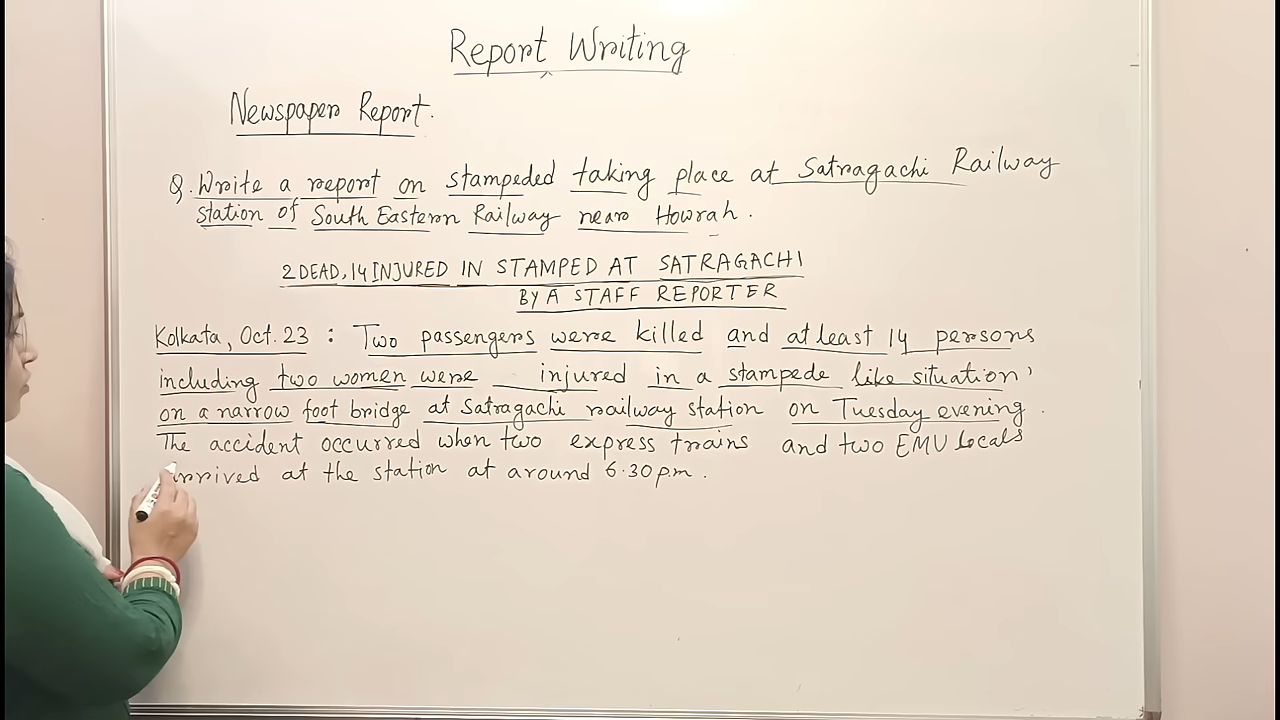 Report Writing
Newspaper Report.
Q. Write a report on stampeded taking place at Satragachi Railway
station of South Eastern Railway near Howrah.
2 DEAD, 14 INJURED IN STAMPED AT SATRAGACHI
BY A STAFF REPORTER
Kolkata, Oct. 23 : Two passengers were killed and at least 14 persons
including two women were injured in a stampede like situation'
on a narrow foot bridge at Satragachi railway station on Tuesday evening.
The accident occurred when two express trains and two EMU locals
arrived at the station at around 6.30 p.m.